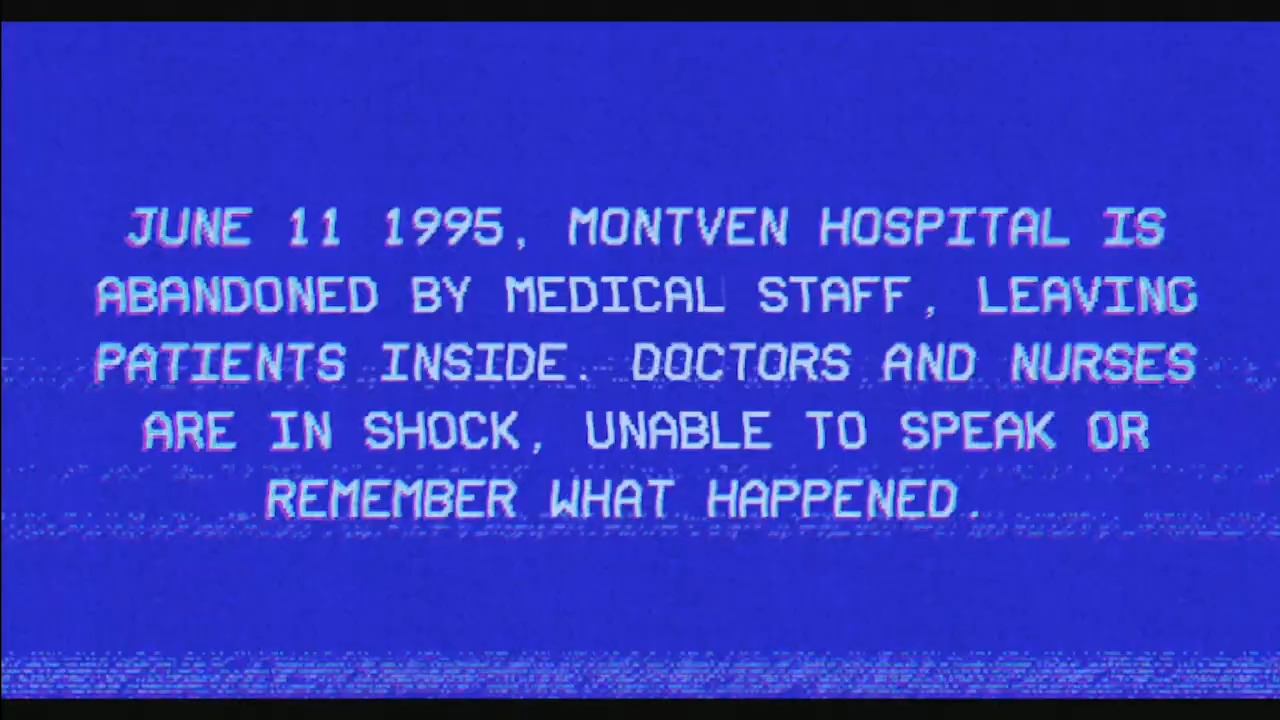 JUNE 11 1995, MONTVEN HOSPITAL IS
ABANDONED BY MEDICAL STAFF, LEAVING
PATIENTS INSIDE. DOCTORS AND NURSES
ARE IN SHOCK, UNABLE TO SPEAK OR
REMEMBER WHAT HAPPENED.